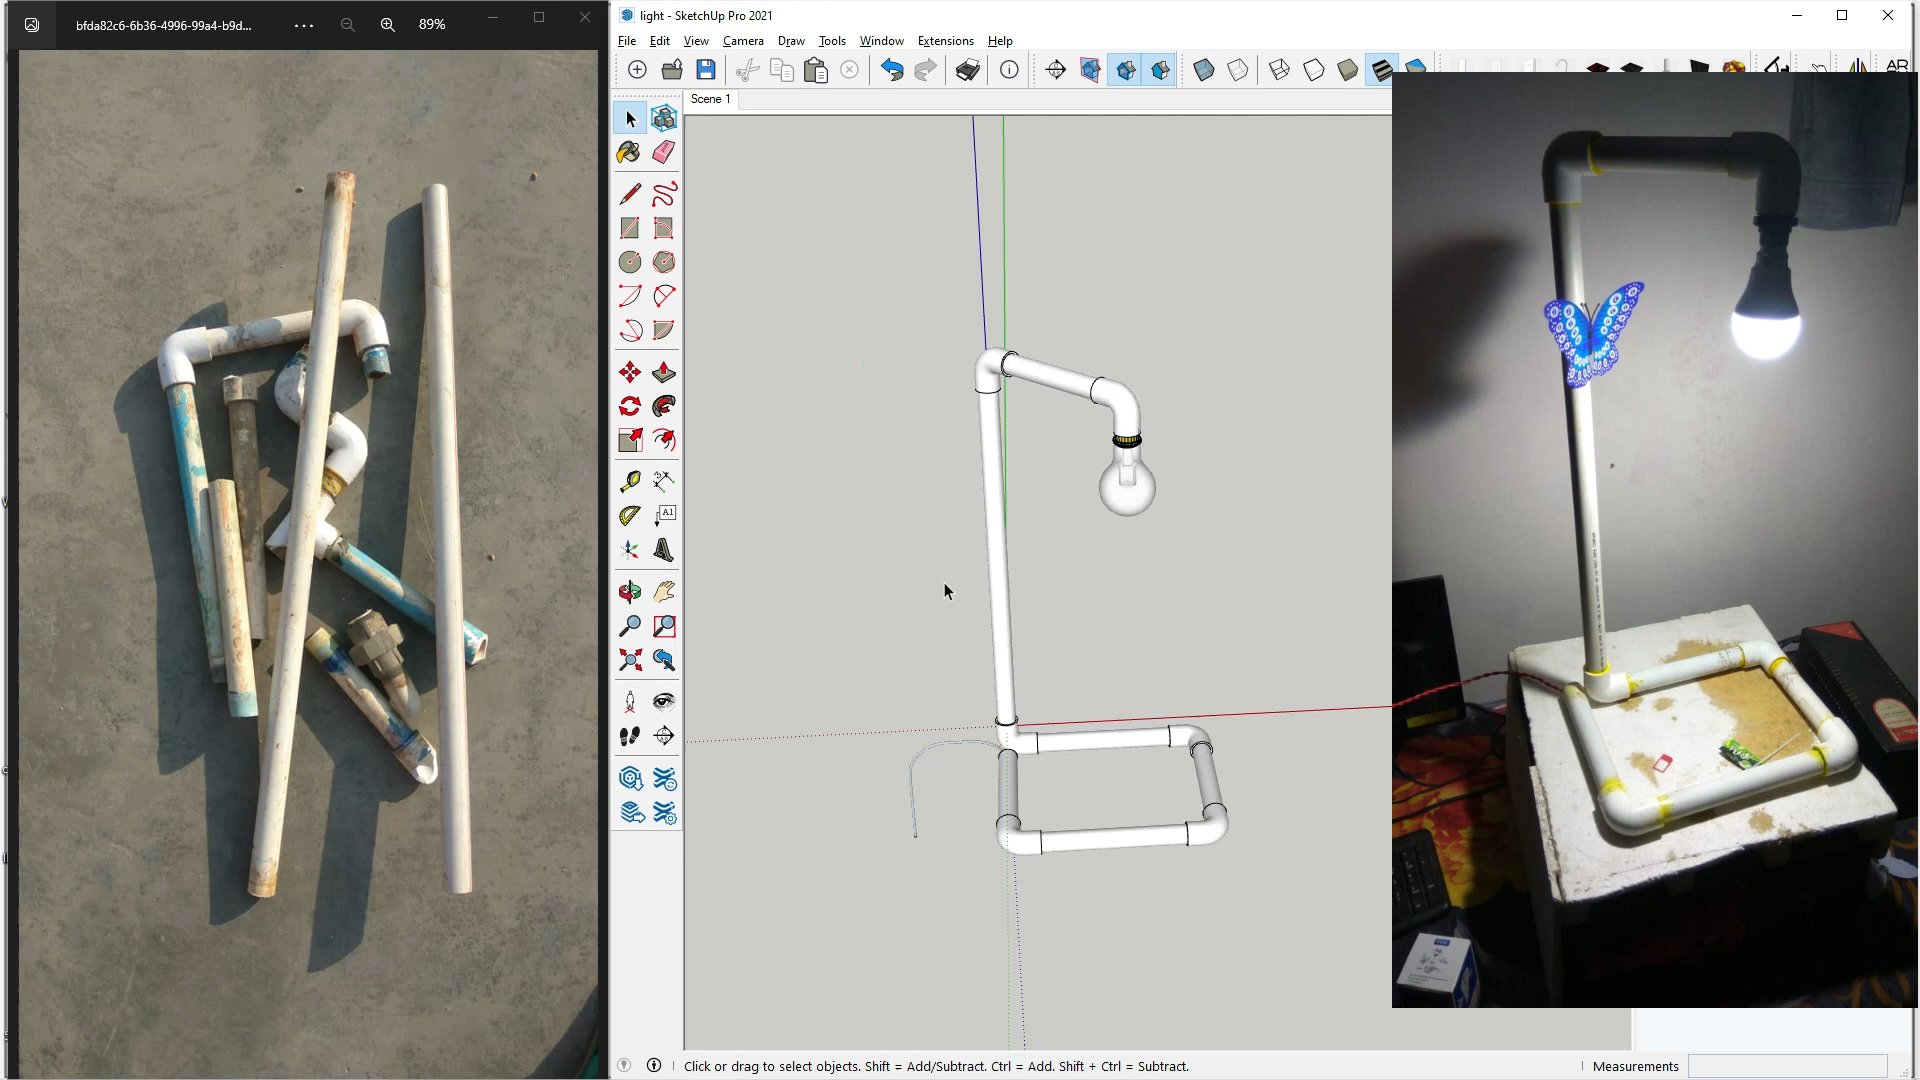 bfda82c6-6b36-4996-99a4-b9d...
89%
light - SketchUp Pro 2021
File Edit View Camera Draw Tools Window Extensions Help
Scene 1
A1
Click or drag to select objects. Shift = Add/Subtract. Ctrl = Add. Shift + Ctrl = Subtract.
Measurements